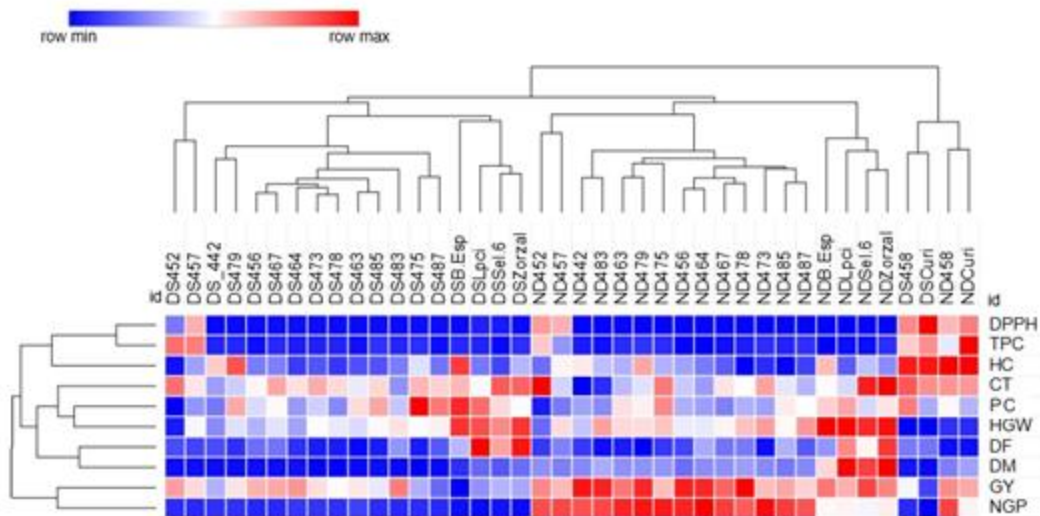 row min row max
id DS452 DS457 DS_442 DS479 DS456 DS467 DS464 DS473 DS478 DS463 DS485 DS483 DS475 DS487 DSB.Esp DSLpci DSSel.6 DSZorzal ND452 ND457 ND442 ND483 ND463 ND479 ND475 ND456 ND464 ND467 ND478 ND473 ND485 ND487 NDB.Esp NDLpci NDSel.6 NDZorzal DS458 DSCuri ND458 NDCuri id
DPPH
TPC
HC
CT
PC
HGW
DF
DM
GY
NGP